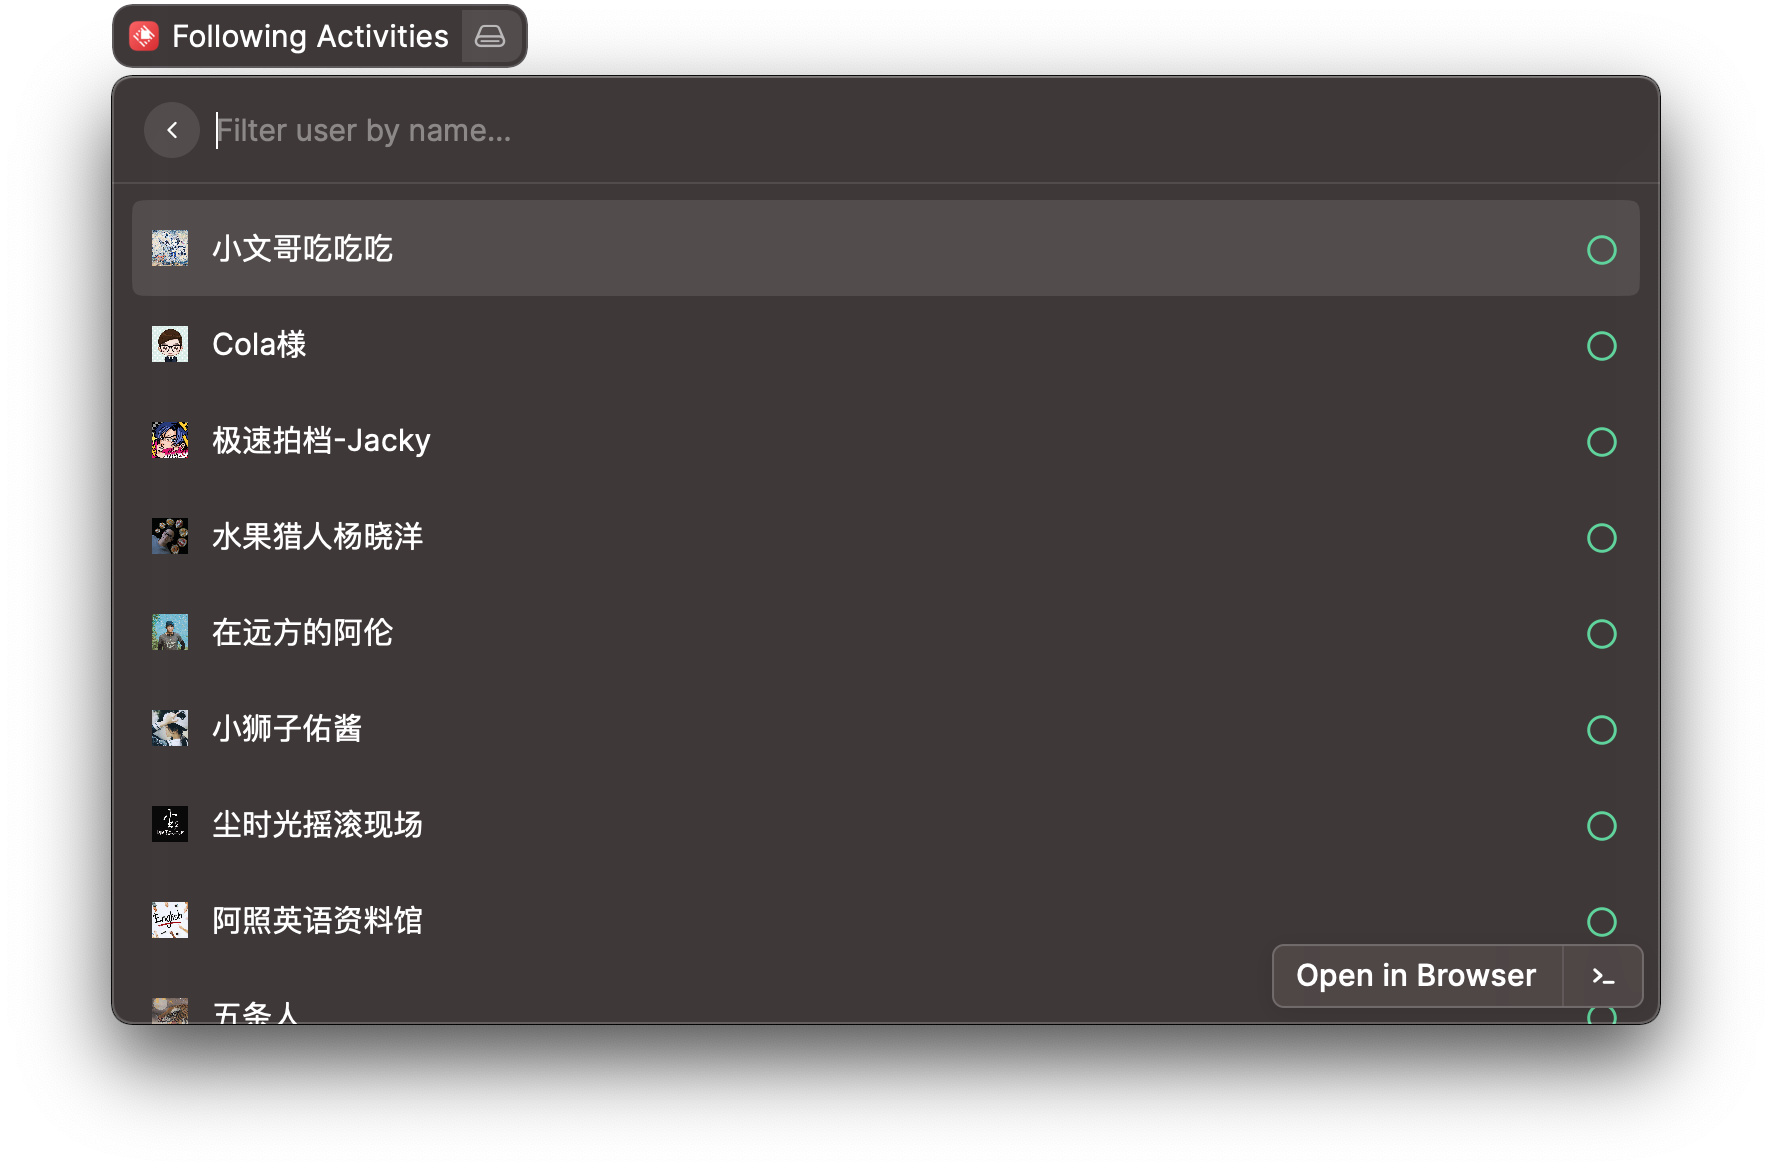 Following Activities
Filter user by name...
小文哥吃吃吃
Cola様
极速拍档-Jacky
水果猎人杨晓洋
在远方的阿伦
小狮子佑酱
尘时光摇滚现场
English
阿照英语资料馆
Open in Browser
五条人